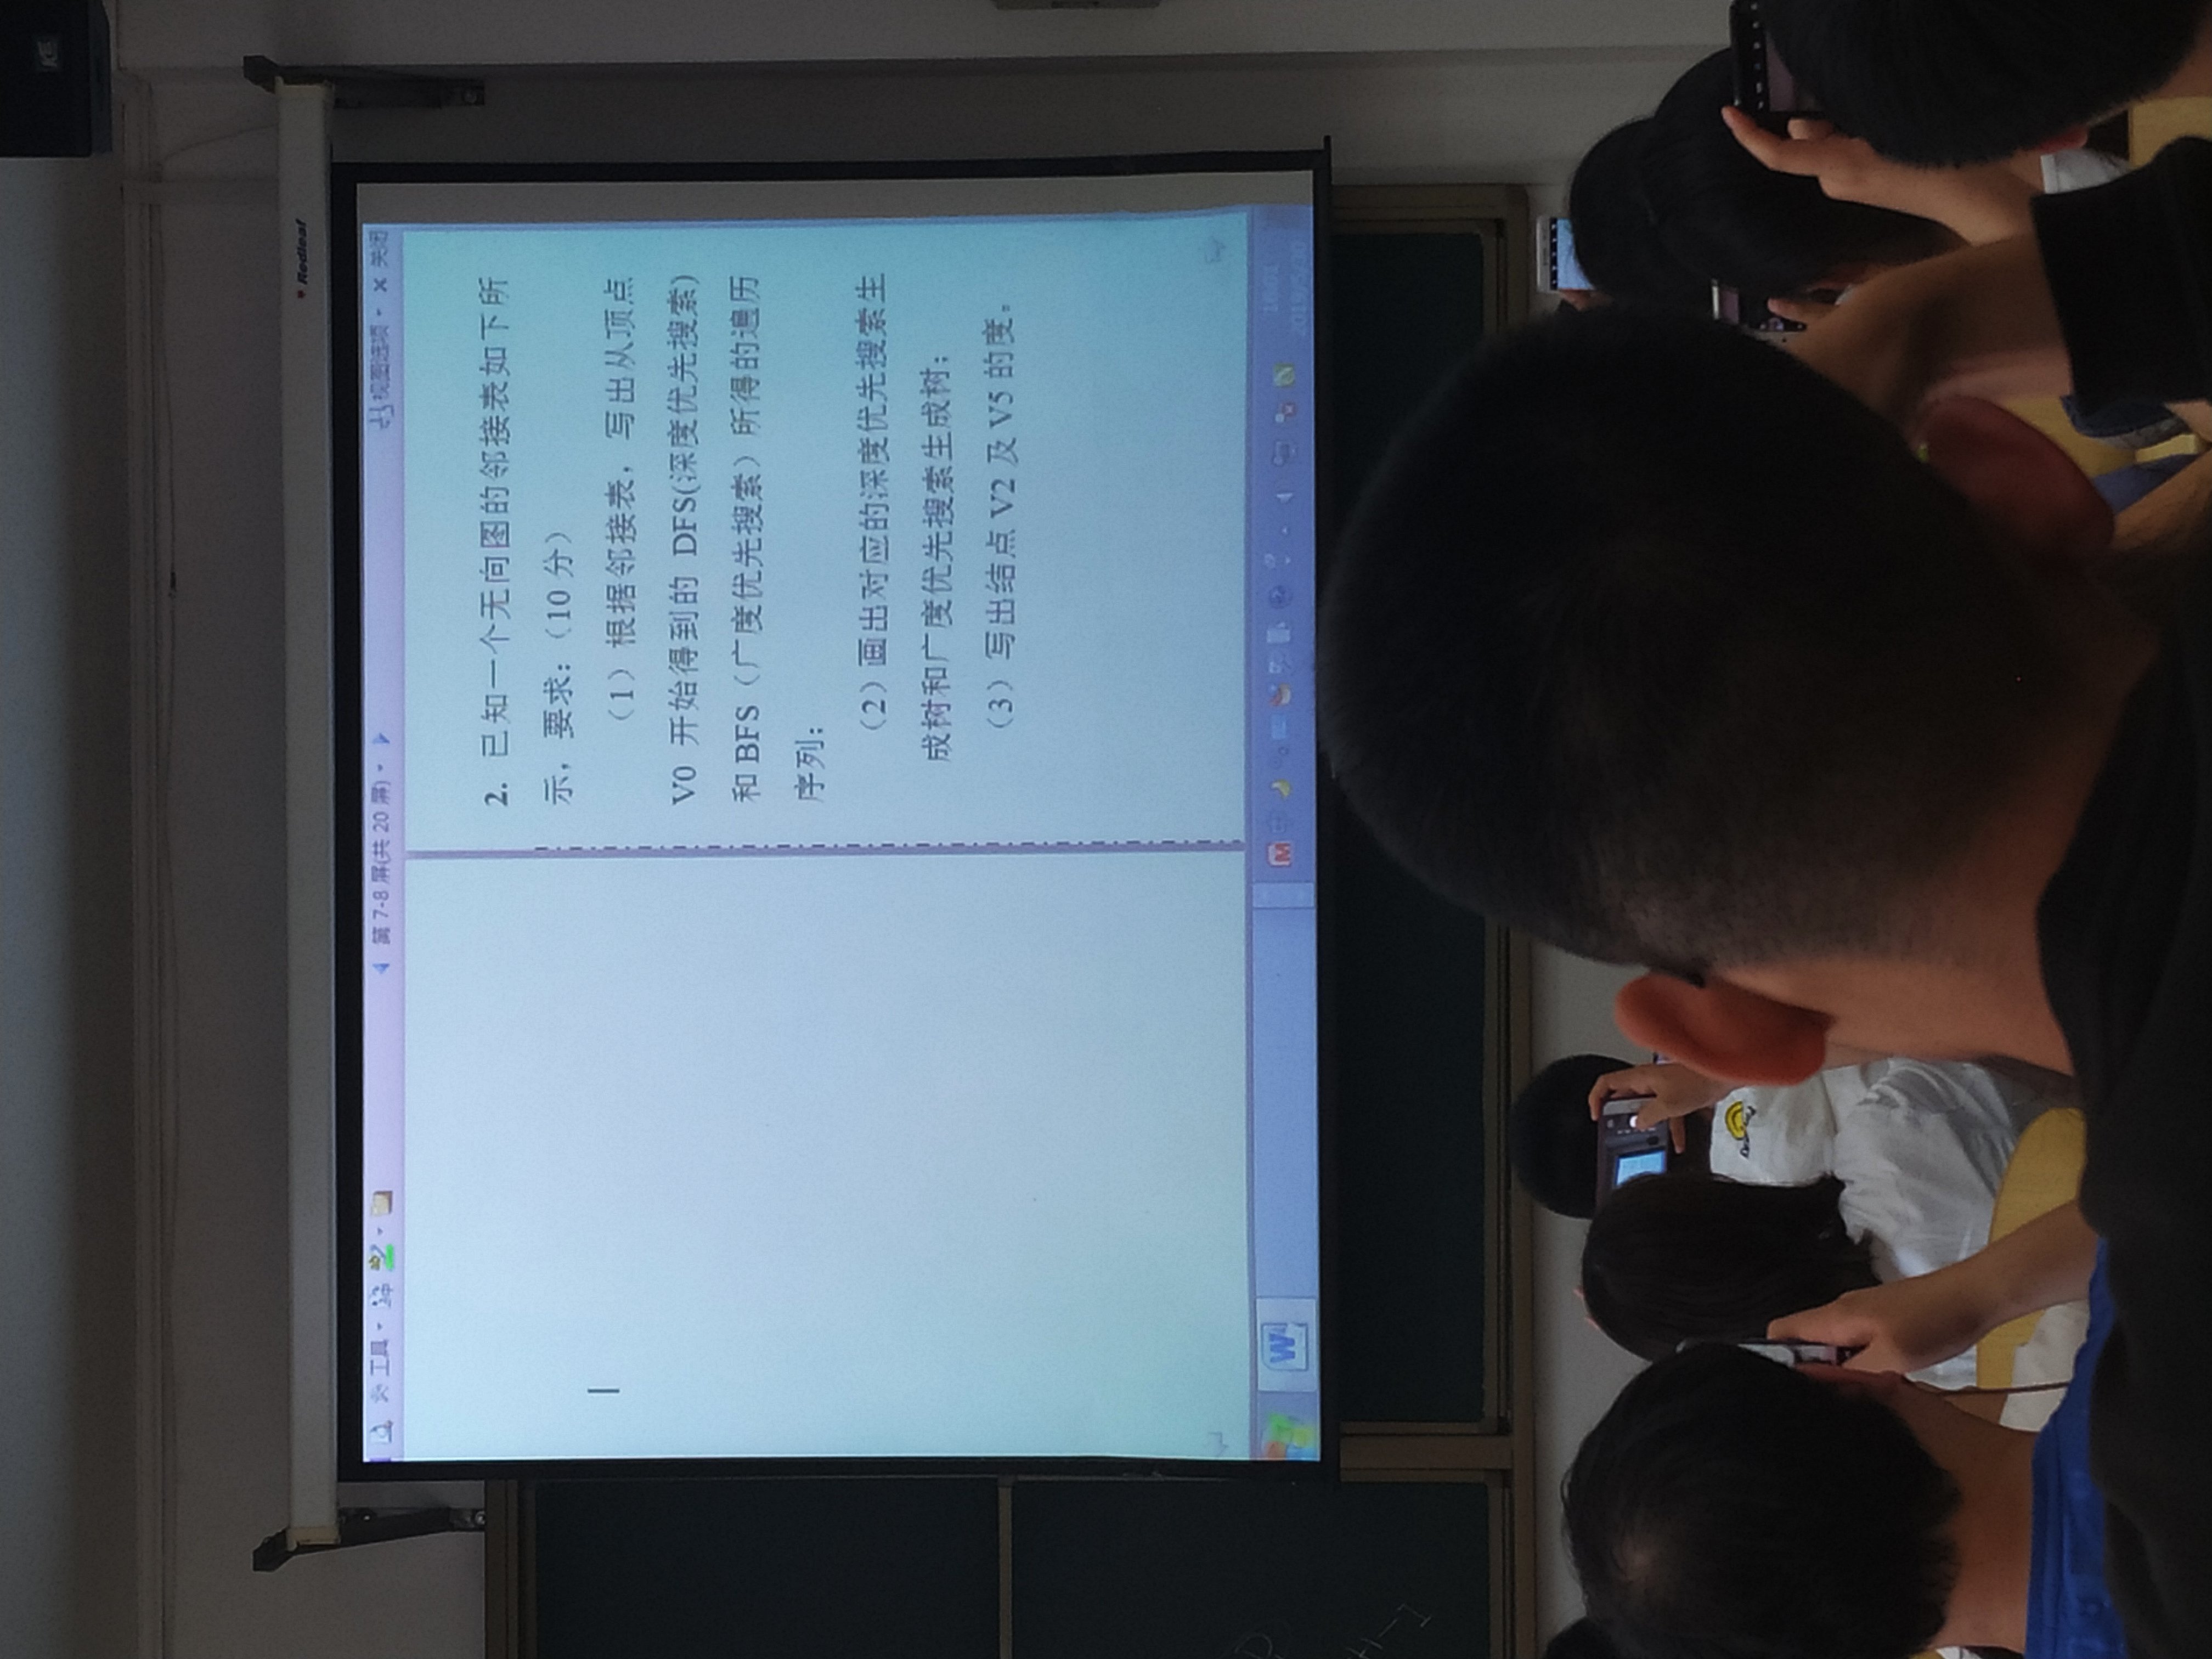 Redleaf
工具
第 7-8 屏(共 20 屏)
视图选项
关闭
2. 已知一个无向图的邻接表如下所
示，要求：（10 分）
（1）根据邻接表，写出从顶点
V0 开始得到的 DFS(深度优先搜索)
和 BFS（广度优先搜索）所得的遍历
序列；
（2）画出对应的深度优先搜索生
成树和广度优先搜索生成树；
（3）写出结点 V2 及 V5 的度。
W
M
16:01
2019/5/30